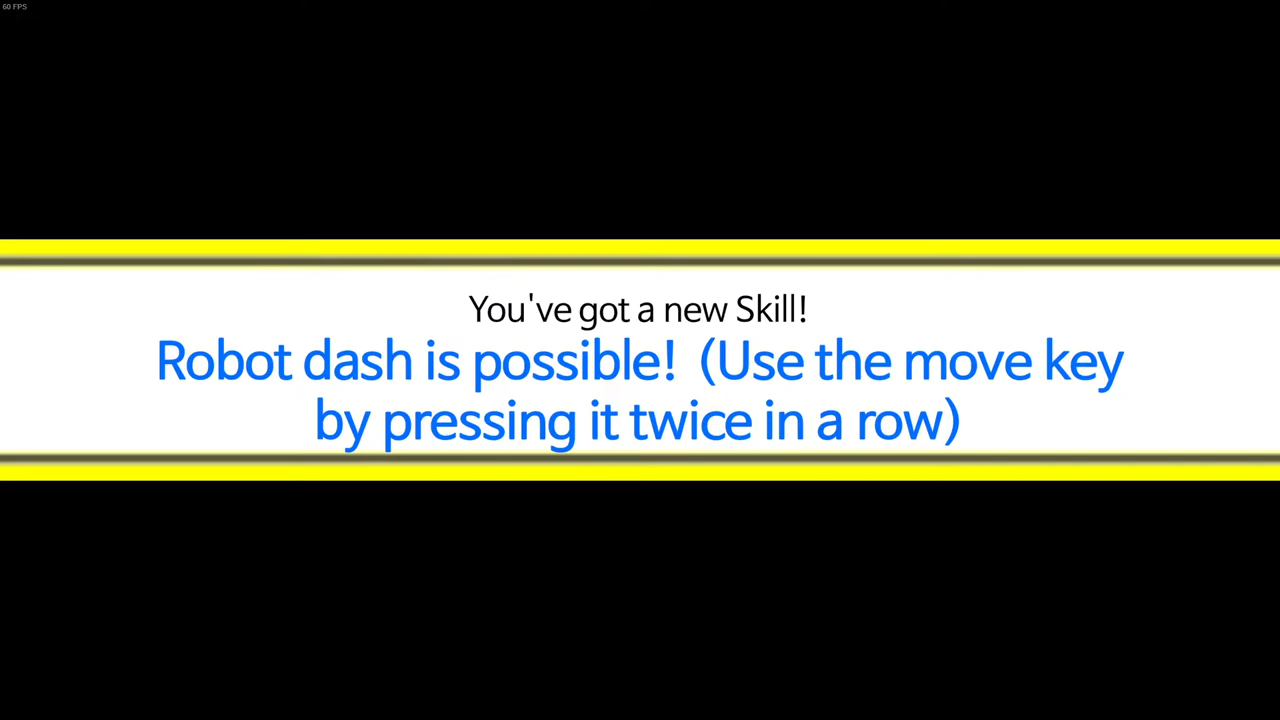 60 FPS
You've got a new Skill!
Robot dash is possible! (Use the move key
by pressing it twice in a row)